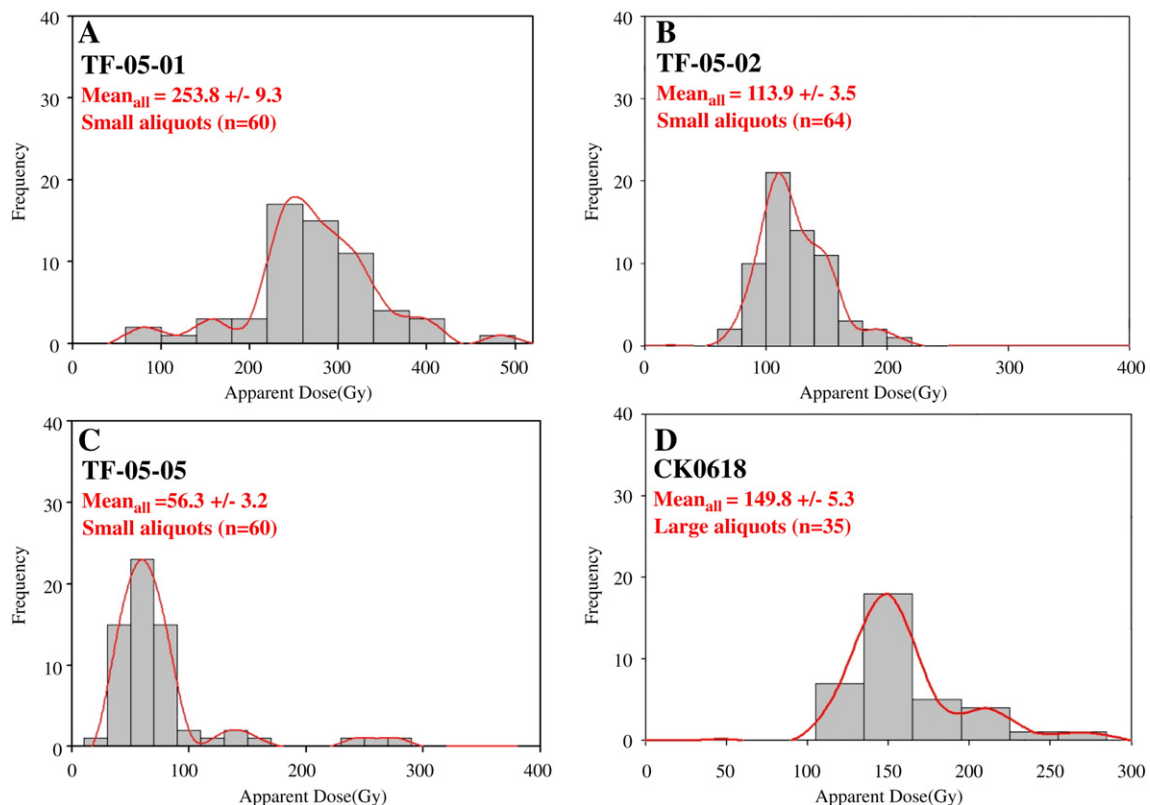 A
TF-05-01
Mean_all = 253.8 +/- 9.3
Small aliquots (n=60)
40
30
20
10
0
Frequency
0 100 200 300 400 500
Apparent Dose(Gy)
B
TF-05-02
Mean_all = 113.9 +/- 3.5
Small aliquots (n=64)
40
30
20
10
0
Frequency
0 100 200 300 400
Apparent Dose(Gy)
C
TF-05-05
Mean_all =56.3 +/- 3.2
Small aliquots (n=60)
40
30
20
10
0
Frequency
0 100 200 300 400
Apparent Dose(Gy)
D
CK0618
Mean_all = 149.8 +/- 5.3
Large aliquots (n=35)
40
30
20
10
0
Frequency
0 50 100 150 200 250 300
Apparent Dose(Gy)